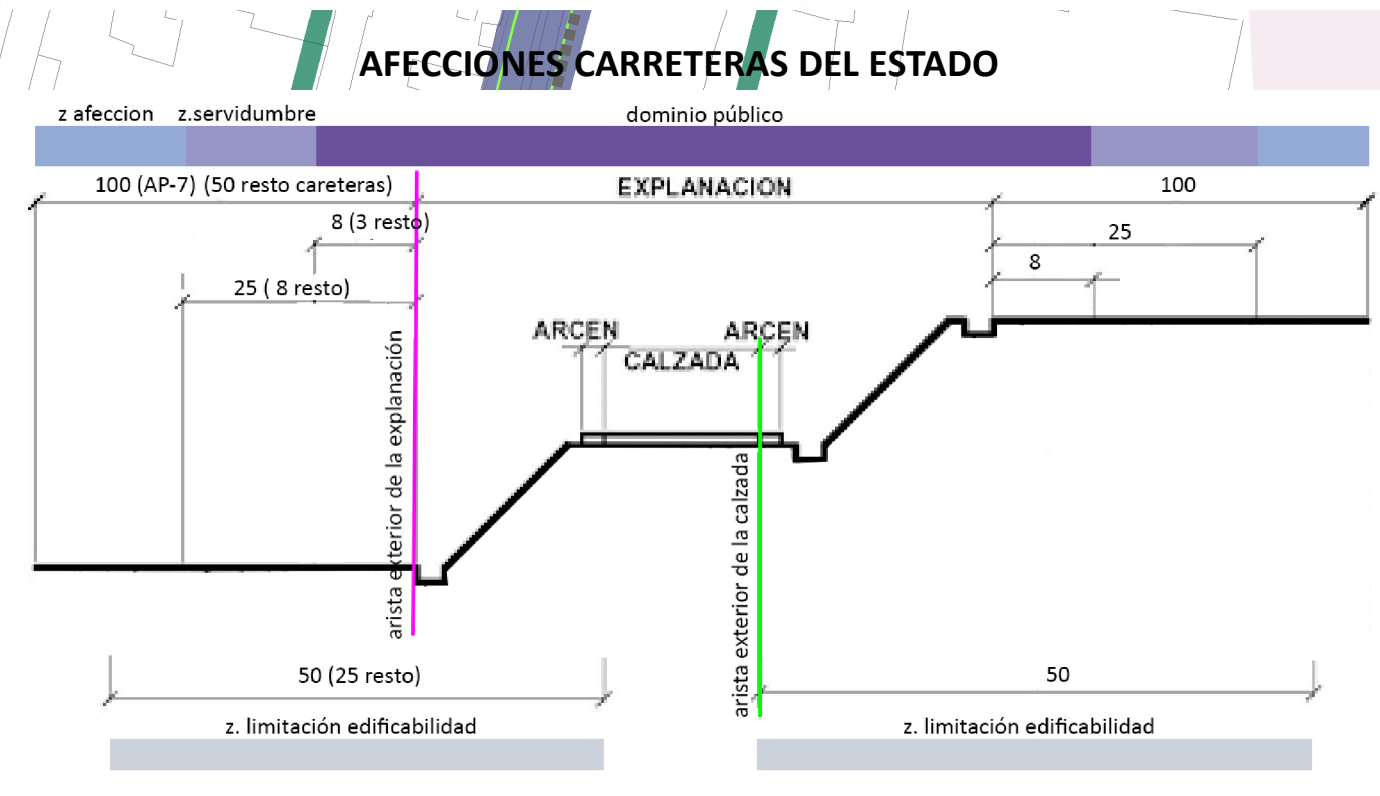 AFECCIONES CARRETERAS DEL ESTADO
z afeccion z.servidumbre dominio público
100 (AP-7) (50 resto careteras) EXPLANACION 100
8 (3 resto) 25
8
25 ( 8 resto)
ARCEN ARCEN
CALZADA
arista exterior de la explanación
arista exterior de la calzada
50 (25 resto) 50
z. limitación edificabilidad z. limitación edificabilidad